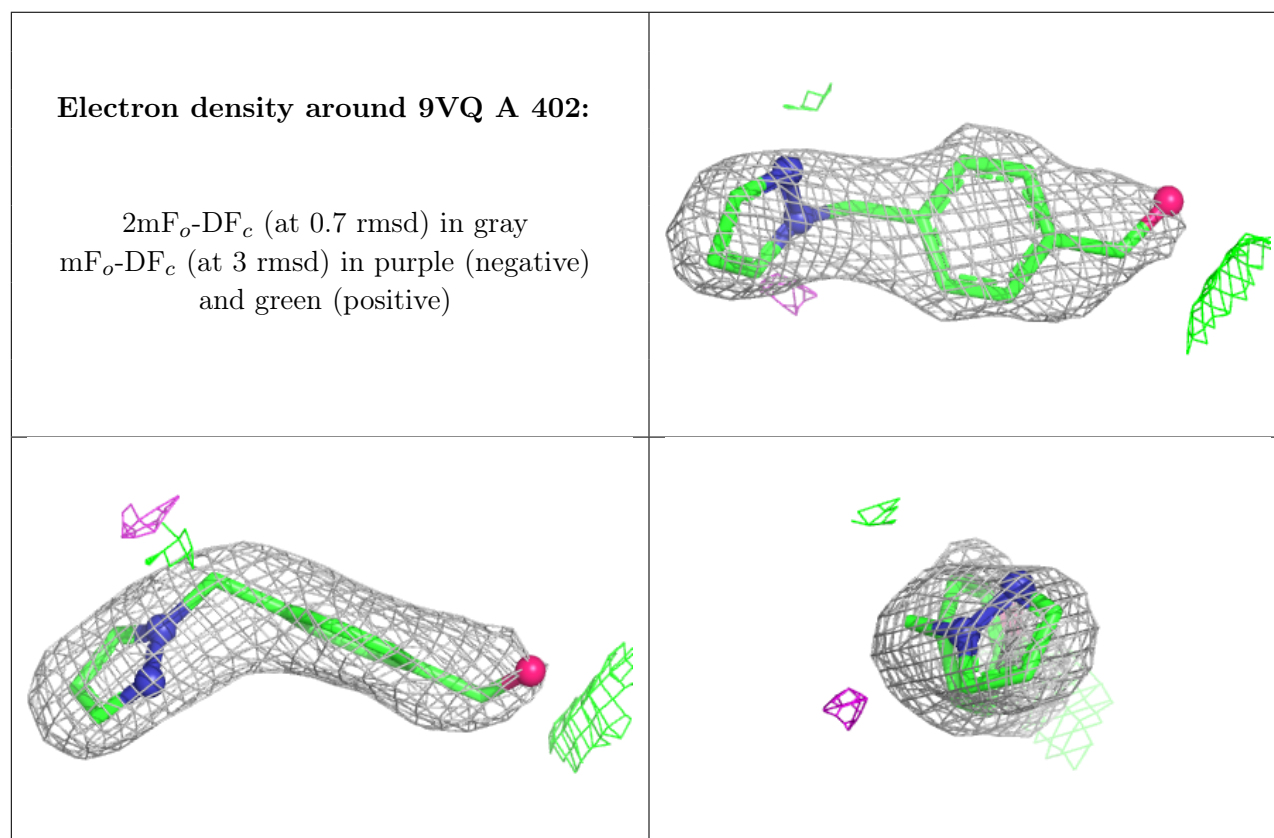 Electron density around 9VQ A 402:
2mFo-DFc (at 0.7 rmsd) in gray
mFo-DFc (at 3 rmsd) in purple (negative)
and green (positive)